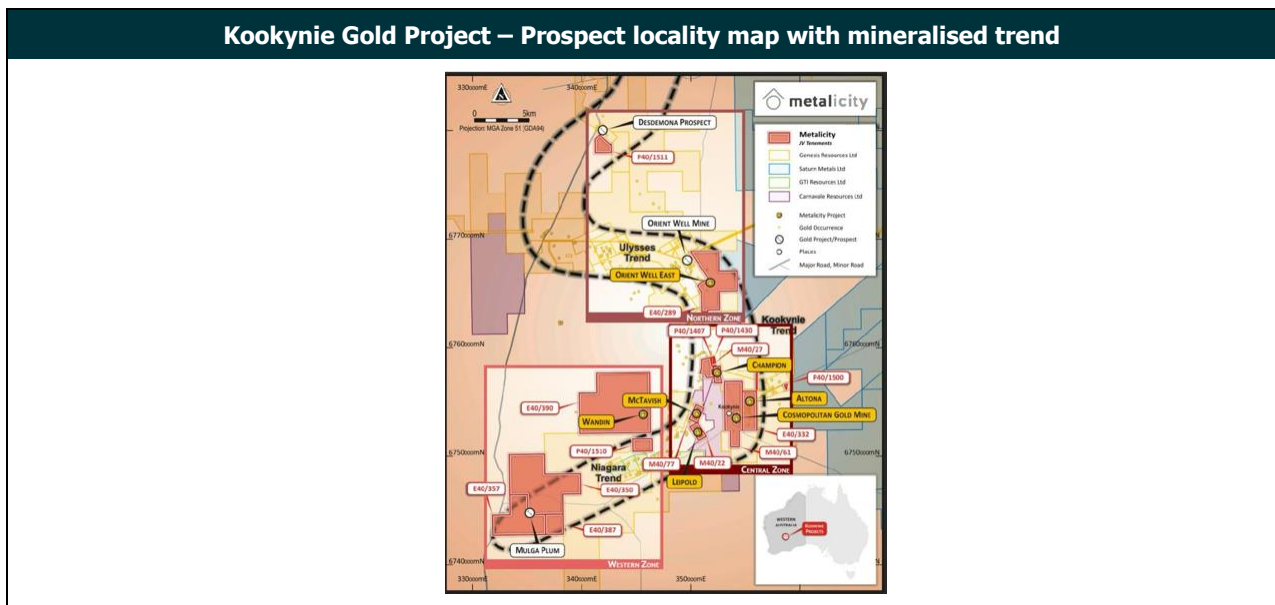 Kookynie Gold Project – Prospect locality map with mineralised trend
330000mE
340000mE
0
5km
Projection: MGA Zone 51 (GDA94)
metalicity
Metalicity
JV Tenements
Genesis Resources Ltd
Saturn Metals Ltd
GTI Resources Ltd
Carnavale Resources Ltd
Metalicity Project
Gold Occurrence
Gold Project/Prospect
Places
Major Road, Minor Road
DESDEMONA PROSPECT
P40/1511
ORIENT WELL MINE
6770000mN
Ulysses
Trend
ORIENT WELL EAST
E40/289
NORTHERN ZONE
Kookynie
Trend
P40/1407
P40/1430
6760000mN
6760000mN
M40/27
CHAMPION
P40/1500
MCTAVISH
ALTONA
E40/390
Kookynie
WANDIN
COSMOPOLITAN GOLD MINE
E40/332
P40/1510
M40/61
6750000mN
6750000mN
M40/77
M40/22
CENTRAL ZONE
Niagara
Trend
LEIPOLD
E40/357
E40/350
WESTERN
AUSTRALIA
KOOKYNIE
PROJECTS
E40/387
MULGA PLUM
6740000mN
WESTERN ZONE
330000mE
340000mE
350000mE